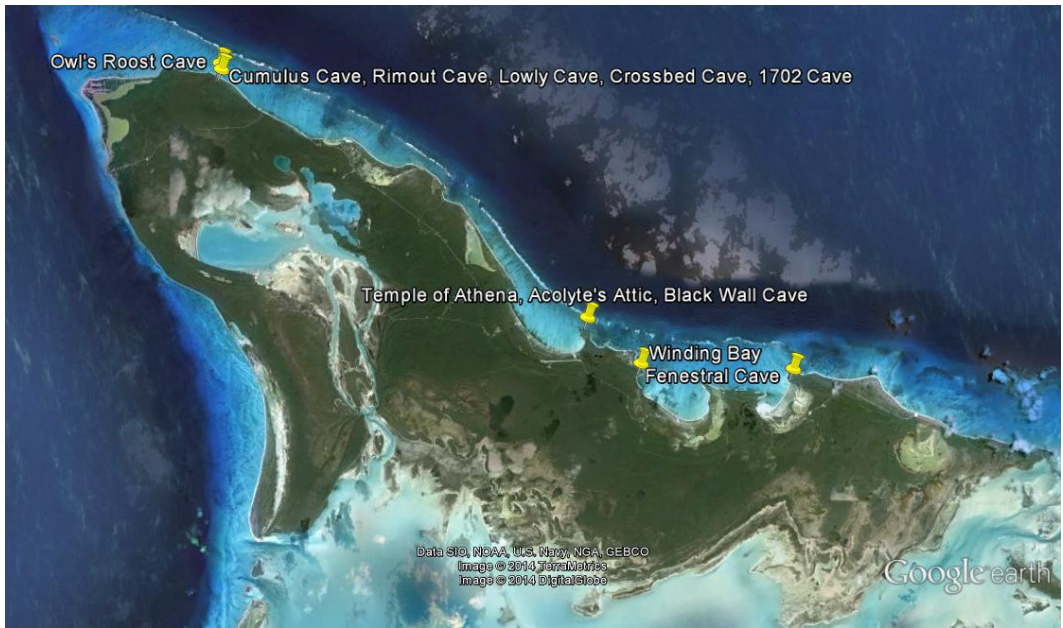 Owl's Roost Cave
Cumulus Cave, Rimout Cave, Lowly Cave, Crossbed Cave, 1702 Cave
Temple of Athena, Acolyte's Attic, Black Wall Cave
Winding Bay
Fenestral Cave
Data SIO, NOAA, U.S. Navy, NGA, GEBCO
Image © 2014 TerraMetrics
Image © 2014 DigitalGlobe
Google earth